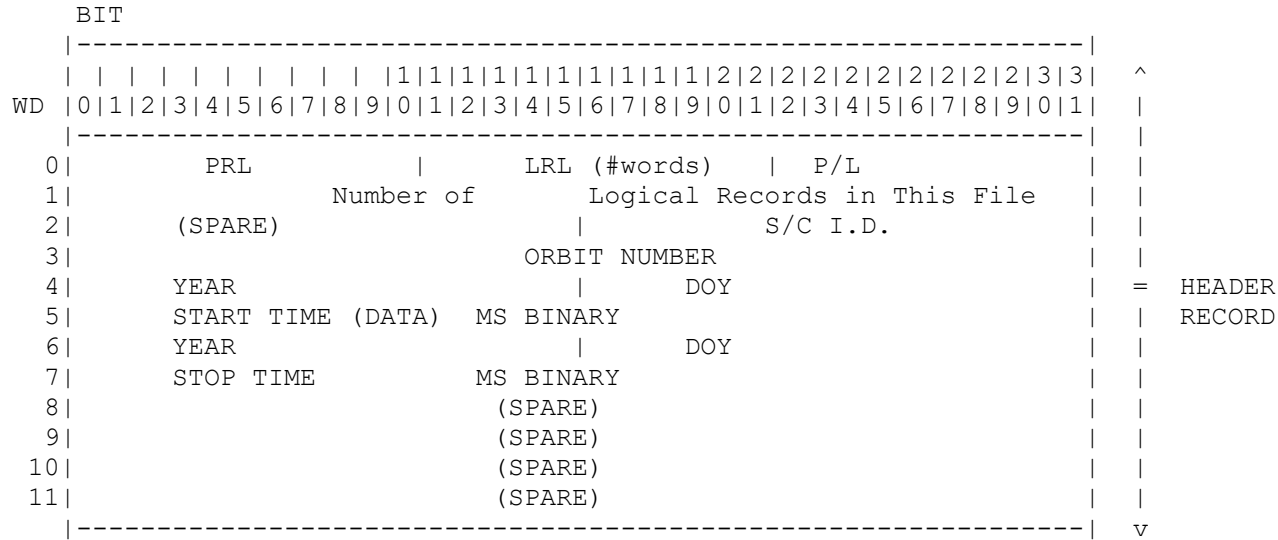 BIT
   |---------------------------------------------------------------|
   | | | | | | | | | | |1|1|1|1|1|1|1|1|1|1|2|2|2|2|2|2|2|2|2|2|3|3|  ^
WD |0|1|2|3|4|5|6|7|8|9|0|1|2|3|4|5|6|7|8|9|0|1|2|3|4|5|6|7|8|9|0|1|  |
   |---------------------------------------------------------------|  |
  0|        PRL          |      LRL (#words)   |  P/L              |  |
  1|                Number of       Logical Records in This File   |  |
  2|      (SPARE)                  |           S/C I.D.            |  |
  3|                            ORBIT NUMBER                       |  |
  4|      YEAR                     |      DOY                      |  =  HEADER
  5|      START TIME (DATA)  MS BINARY                             |  |  RECORD
  6|      YEAR                     |      DOY                      |  |
  7|      STOP TIME          MS BINARY                             |  |
  8|                          (SPARE)                              |  |
  9|                          (SPARE)                              |  |
 10|                          (SPARE)                              |  |
 11|                          (SPARE)                              |  |
   |---------------------------------------------------------------|  v